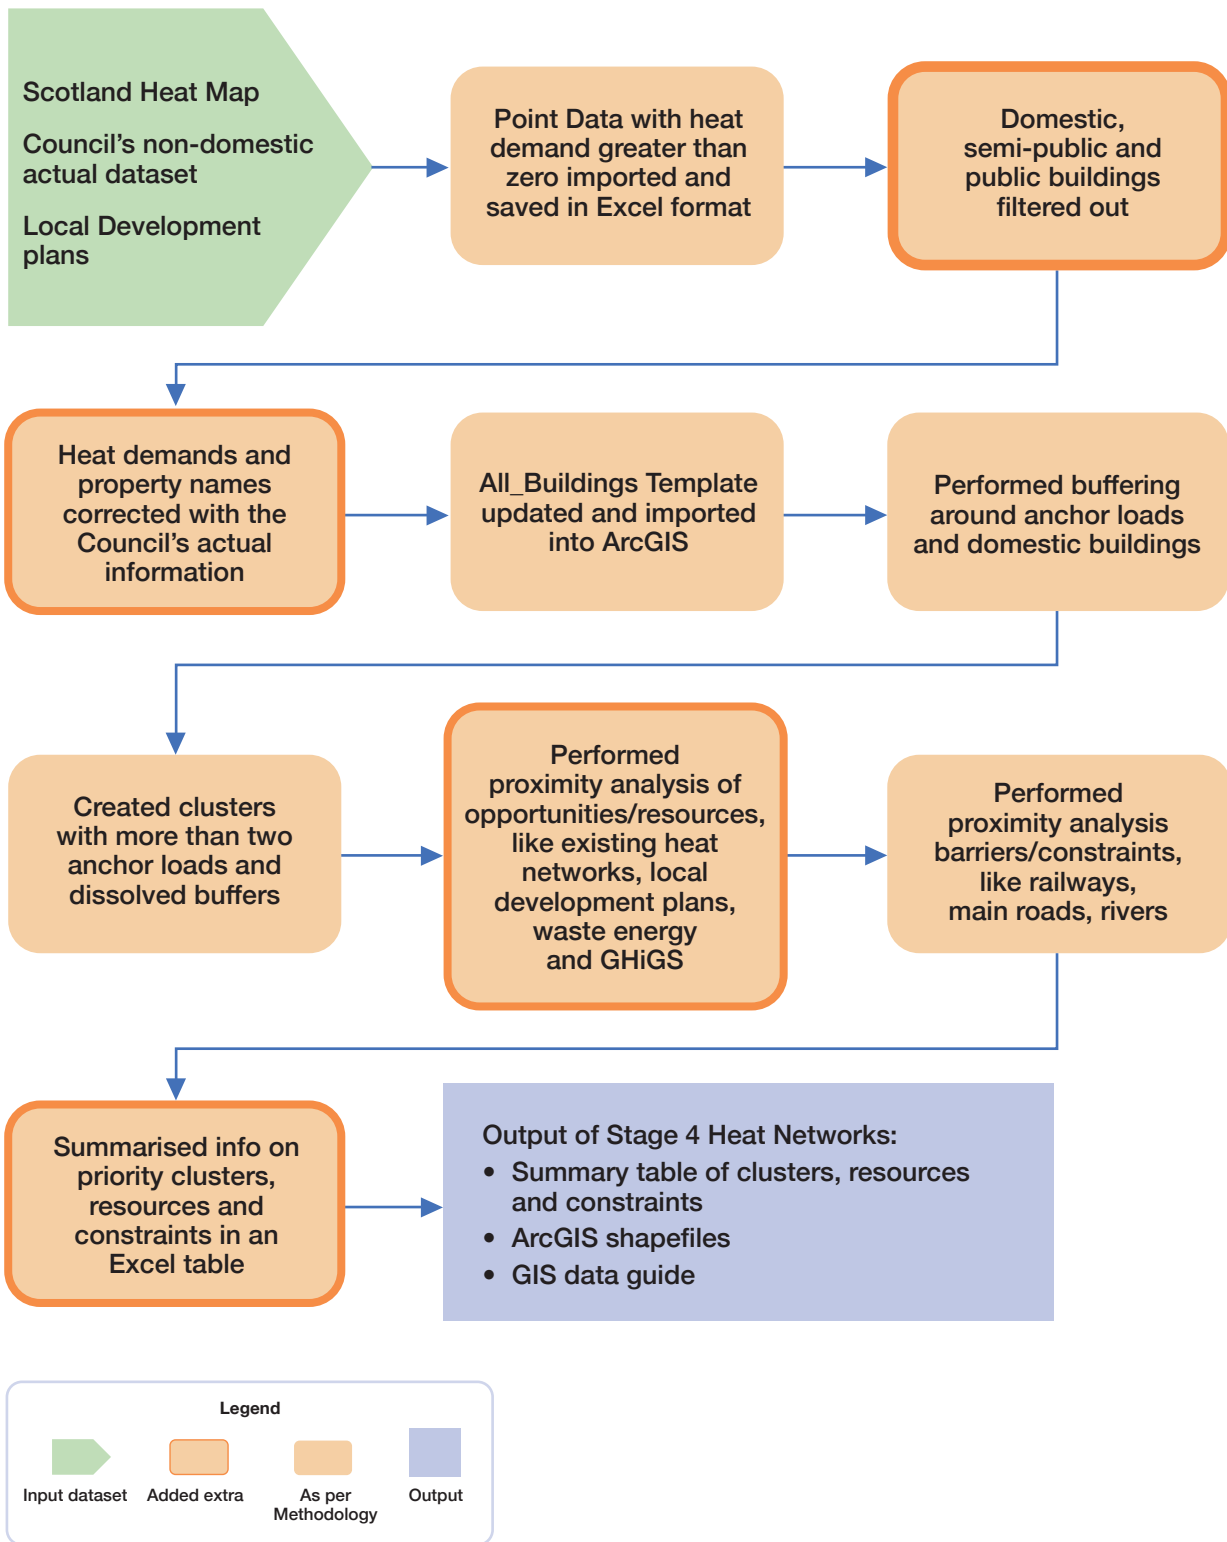 Scotland Heat Map
Council's non-domestic
actual dataset
Local Development
plans
Point Data with heat
demand greater than
zero imported and
saved in Excel format
Domestic,
semi-public and
public buildings
filtered out
Heat demands and
property names
corrected with the
Council's actual
information
All_Buildings Template
updated and imported
into ArcGIS
Performed buffering
around anchor loads
and domestic buildings
Created clusters
with more than two
anchor loads and
dissolved buffers
Performed
proximity analysis of
opportunities/resources,
like existing heat
networks, local
development plans,
waste energy
and GHiGS
Performed
proximity analysis
barriers/constraints,
like railways,
main roads, rivers
Summarised info on
priority clusters,
resources and
constraints in an
Excel table
Output of Stage 4 Heat Networks:
• Summary table of clusters, resources
and constraints
• ArcGIS shapefiles
• GIS data guide
Legend
Input dataset
Added extra
As per
Methodology
Output